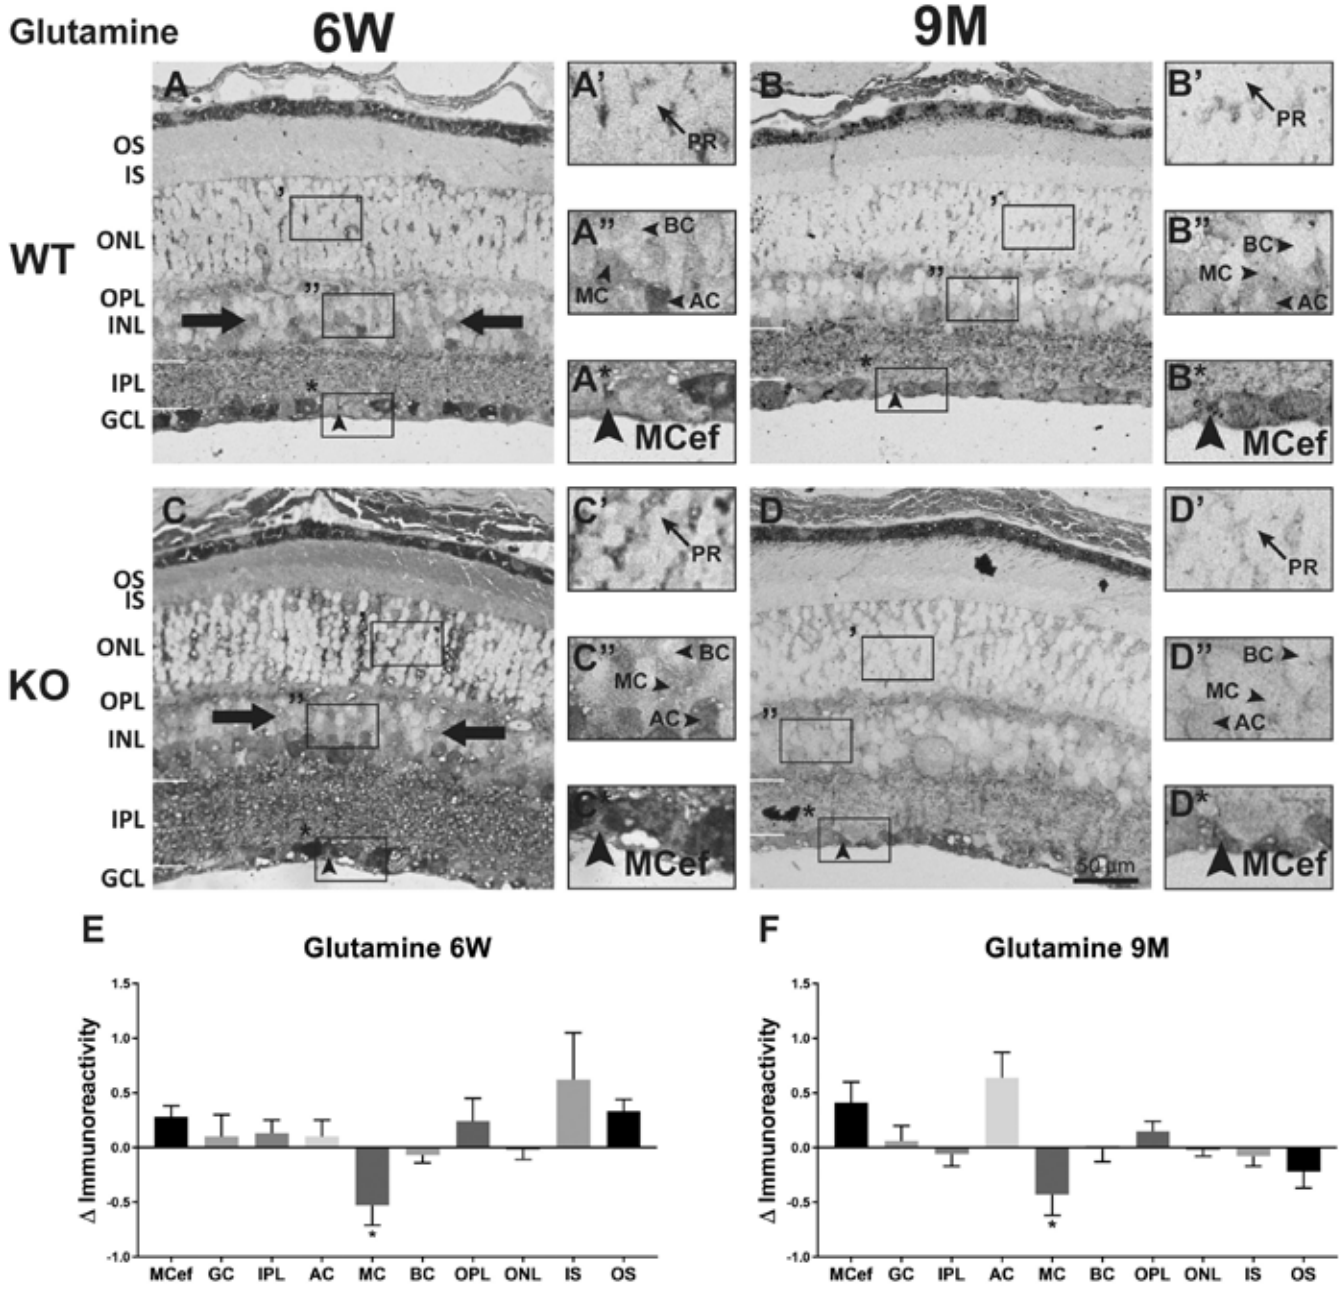 Glutamine 6W 9M
A A' PR B B' PR
OS
IS
WT
ONL
'
'
A" BC MC AC
B" BC MC AC
OPL
INL
"
"
IPL
GCL
*
*
A* MCef
B* MCef
C C' PR D D' PR
OS
IS
KO
ONL
'
'
C" BC MC AC
D" BC MC AC
OPL
INL
"
"
IPL
GCL
*
*
C* MCef
D* MCef
50 µm
E
Glutamine 6W
Δ Immunoreactivity
1.5
1.0
0.5
0.0
-0.5
-1.0
*
MCef GC IPL AC MC BC OPL ONL IS OS
F
Glutamine 9M
Δ Immunoreactivity
1.5
1.0
0.5
0.0
-0.5
-1.0
*
MCef GC IPL AC MC BC OPL ONL IS OS